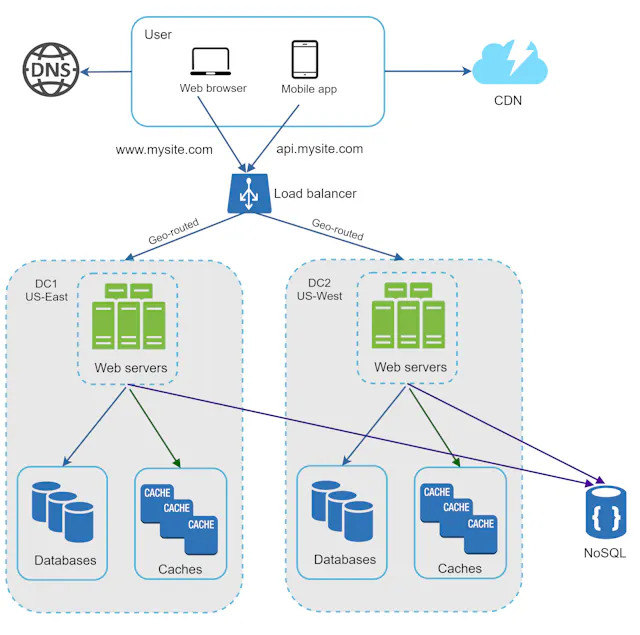 User
DNS
Web browser
Mobile app
CDN
www.mysite.com
api.mysite.com
Load balancer
Geo-routed
Geo-routed
DC1
US-East
Web servers
DC2
US-West
Web servers
CACHE
CACHE
CACHE
Databases
Caches
CACHE
CACHE
CACHE
Databases
Caches
{ }
NoSQL